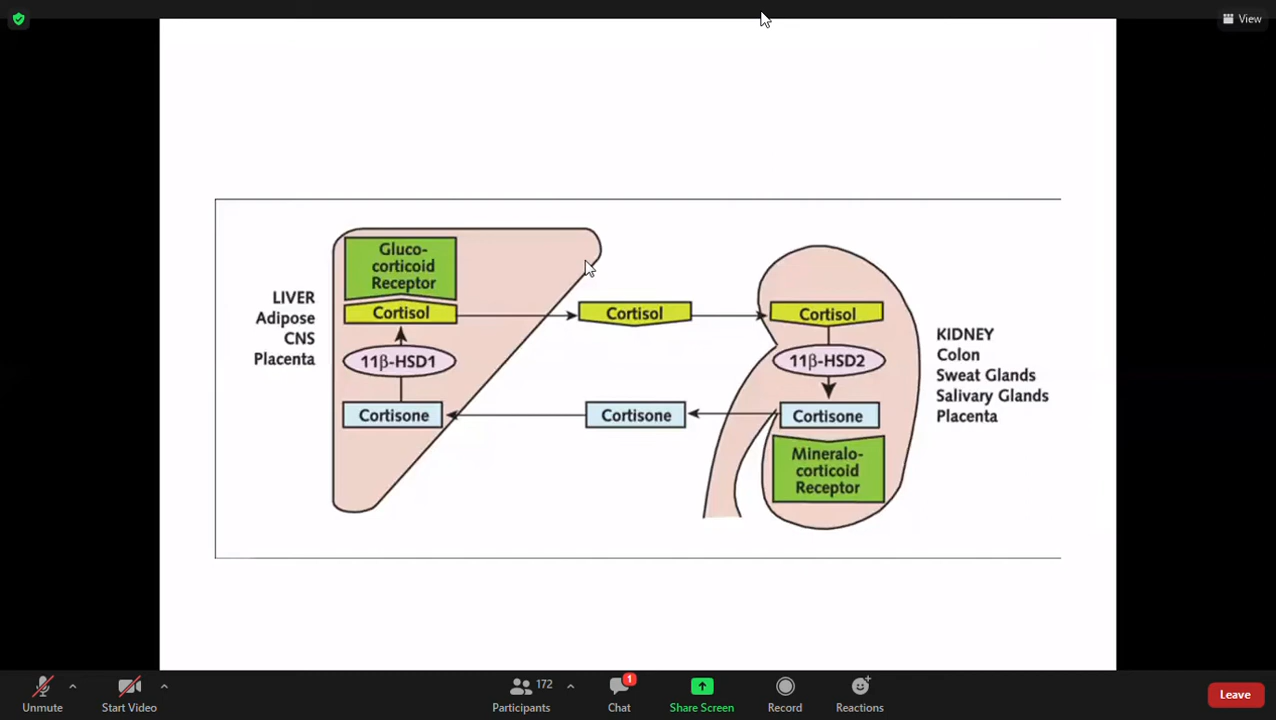 View
Gluco-
corticoid
Receptor
LIVER
Adipose
CNS
Placenta
Cortisol
11β-HSD1
Cortisone
Cortisol
Cortisone
Cortisol
11β-HSD2
Cortisone
Mineralo-
corticoid
Receptor
KIDNEY
Colon
Sweat Glands
Salivary Glands
Placenta
Unmute
Start Video
172
Participants
1
Chat
Share Screen
Record
Reactions
Leave